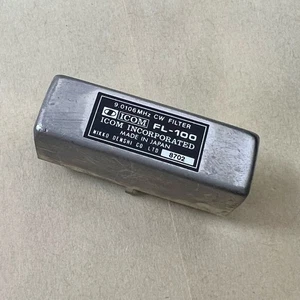 9.0106MHz CW FILTER
ICOM FL-100
ICOM INCORPORATED
MADE IN JAPAN
NIKKO DENSHI CO LTD 8702